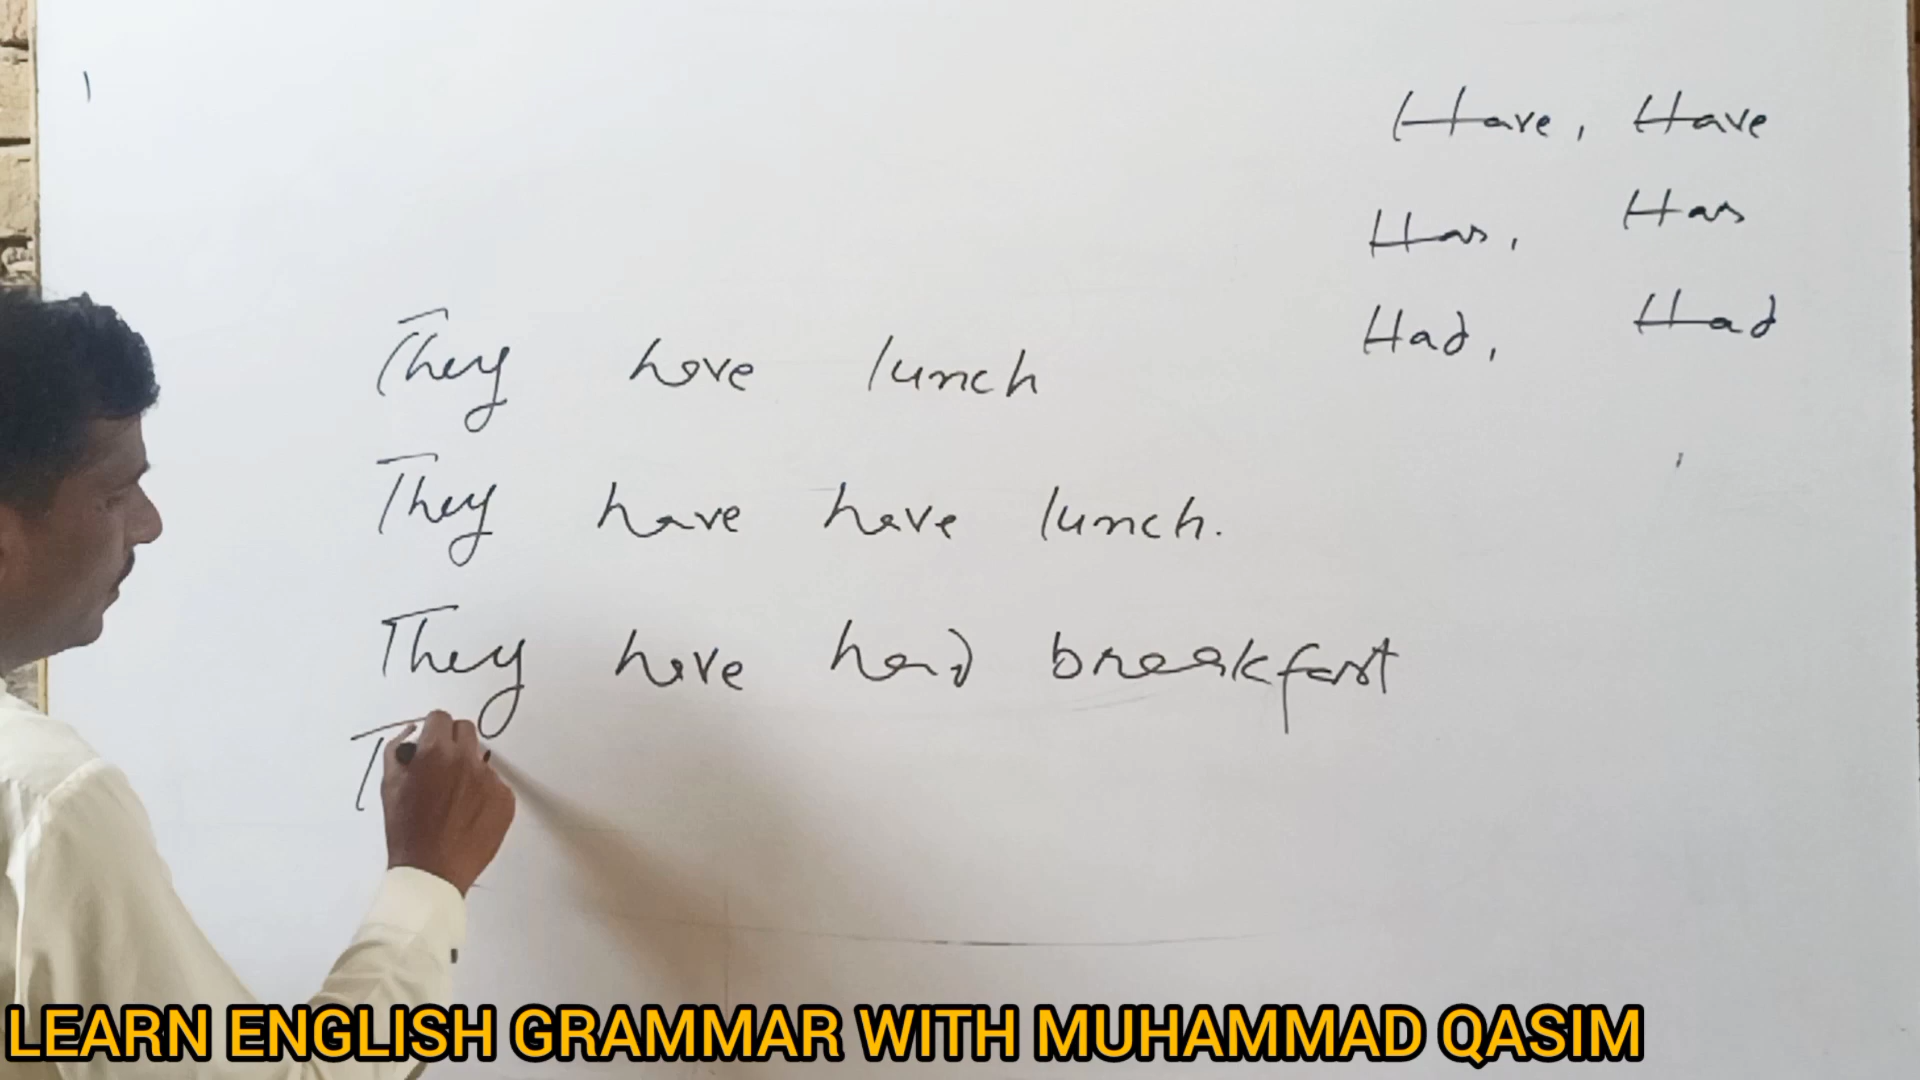 Have, Have
Has, Has
Had, Had
They have lunch
They have have lunch.
They have had breakfast
T
LEARN ENGLISH GRAMMAR WITH MUHAMMAD QASIM